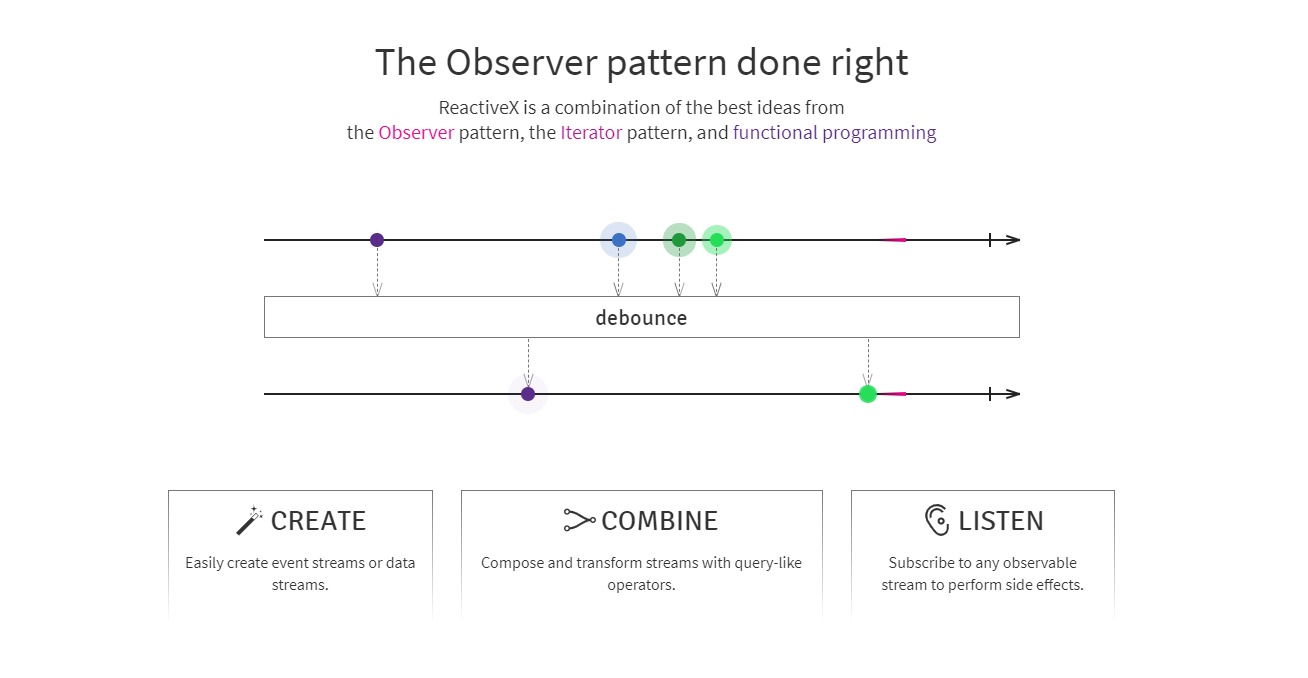 The Observer pattern done right
ReactiveX is a combination of the best ideas from
the Observer pattern, the Iterator pattern, and functional programming
debounce
CREATE
Easily create event streams or data
streams.
COMBINE
Compose and transform streams with query-like
operators.
LISTEN
Subscribe to any observable
stream to perform side effects.